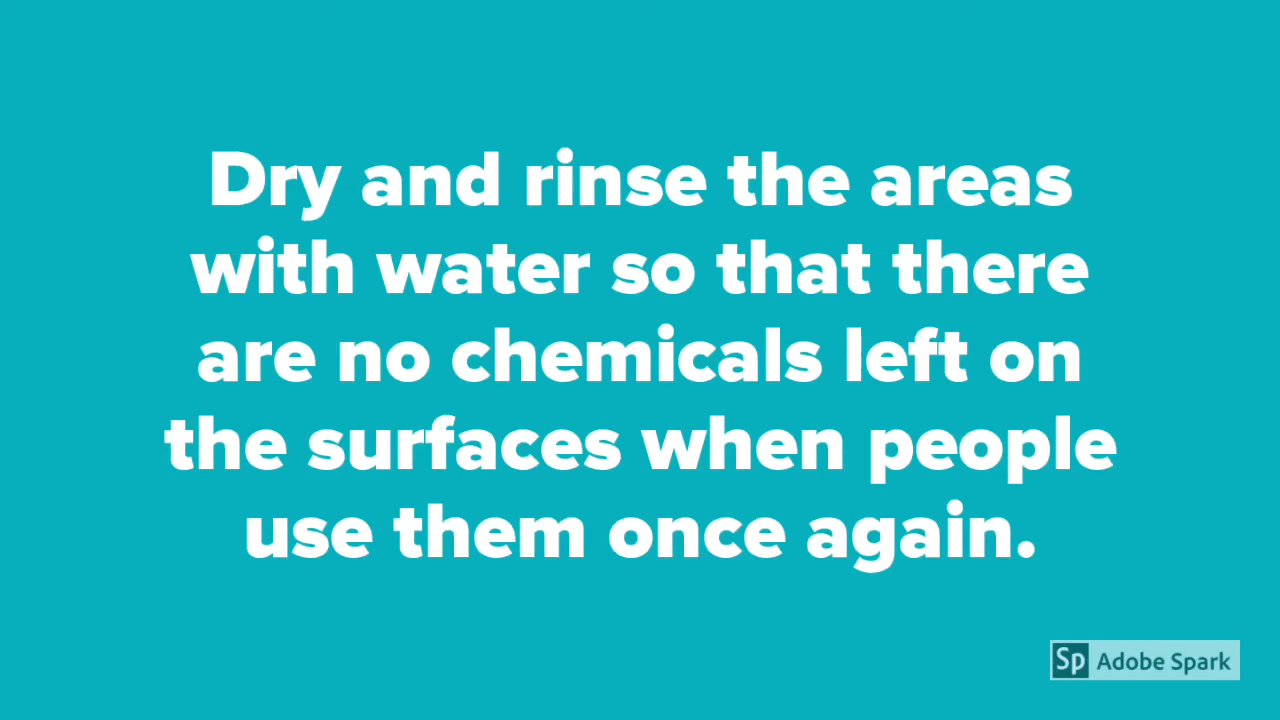 Dry and rinse the areas
with water so that there
are no chemicals left on
the surfaces when people
use them once again.
Sp Adobe Spark